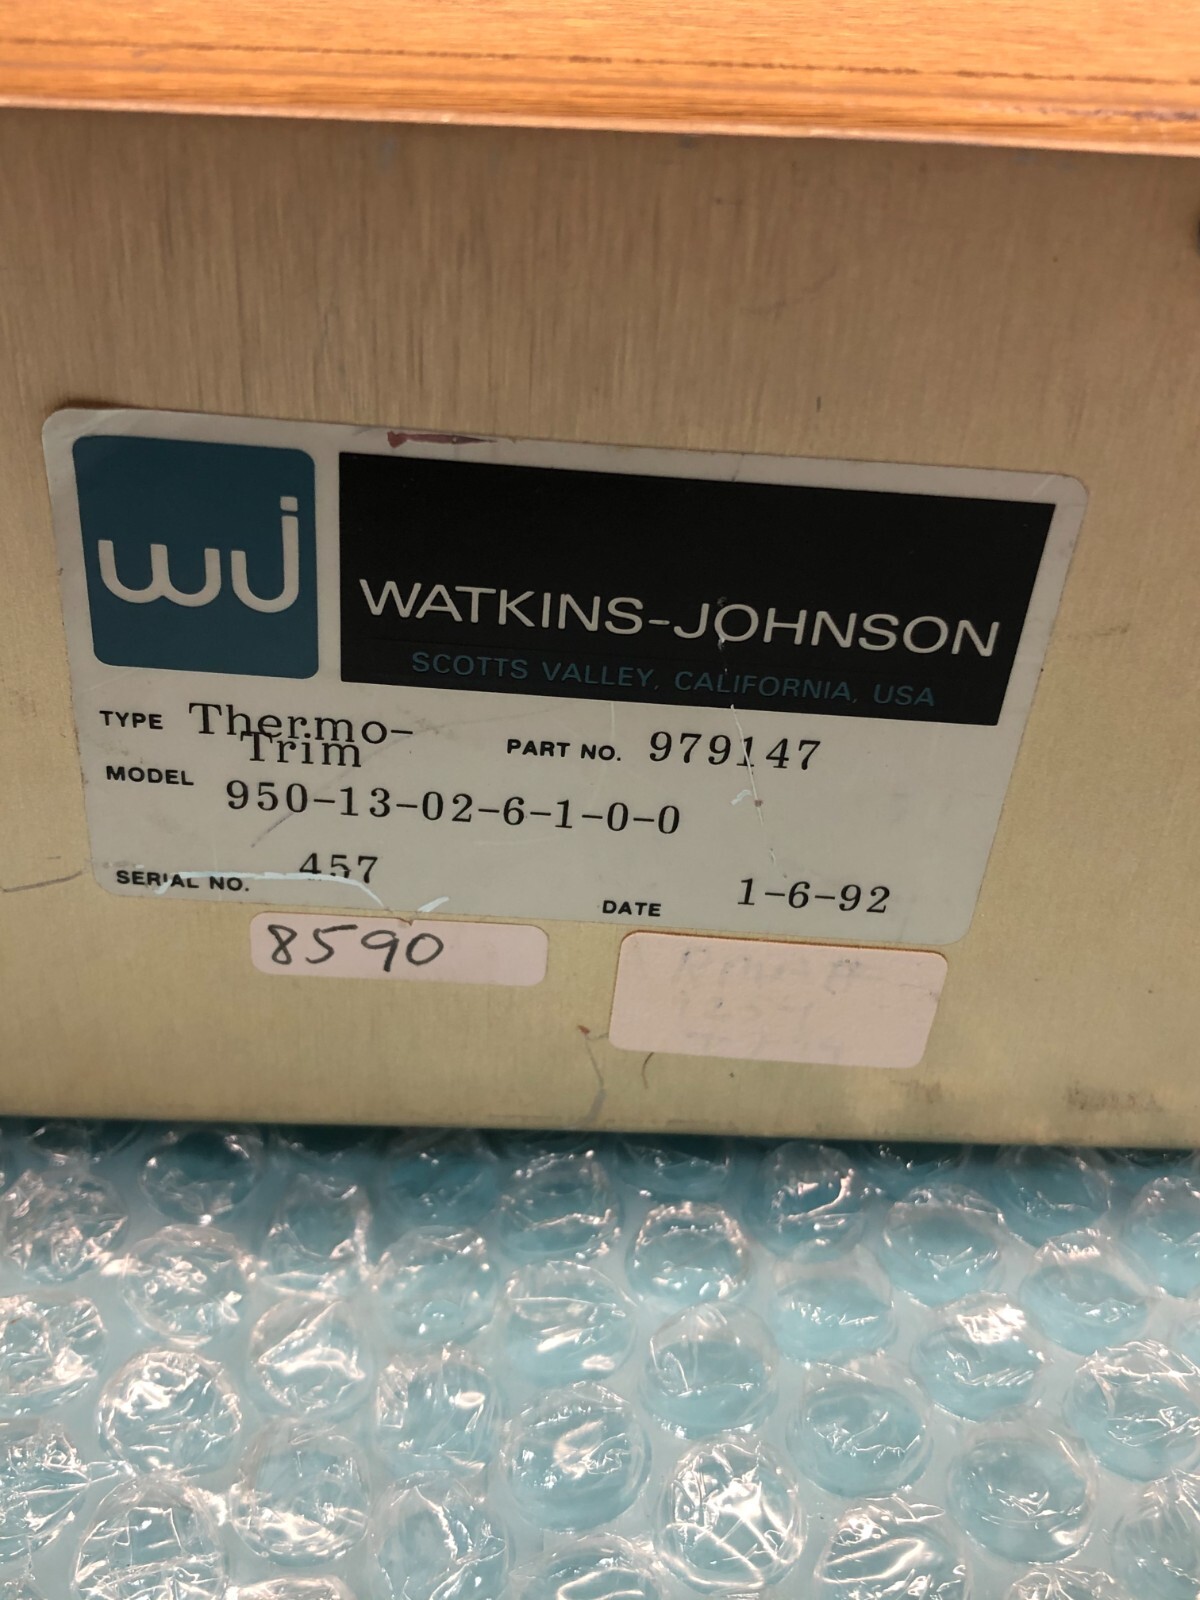 wj
WATKINS-JOHNSON
SCOTTS VALLEY, CALIFORNIA, USA
TYPE Thermo-Trim
PART NO. 979147
MODEL 950-13-02-6-1-0-0
SERIAL NO. 457
DATE 1-6-92
8590